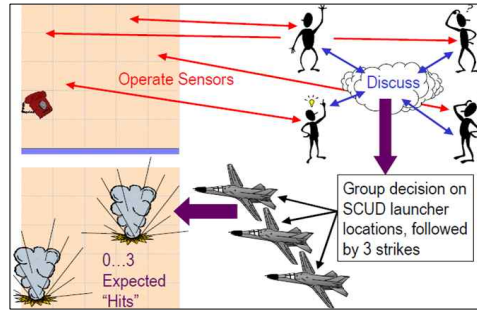 Operate Sensors
Discuss
?
Group decision on
SCUD launcher
locations, followed
by 3 strikes
0...3
Expected
"Hits"